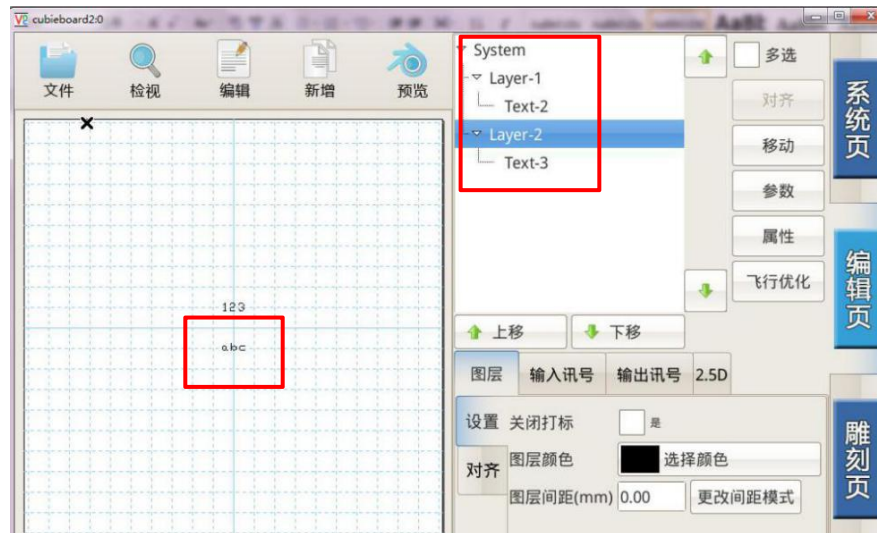 cubieboard2:0
文件
检视
编辑
新增
预览
System
Layer-1
Text-2
Layer-2
Text-3
多选
对齐
移动
参数
属性
飞行优化
系统页
编辑页
雕刻页
123
abc
上移
下移
图层
输入讯号
输出讯号
2.5D
设置
对齐
关闭打标
是
图层颜色
选择颜色
图层间距(mm)
0.00
更改间距模式